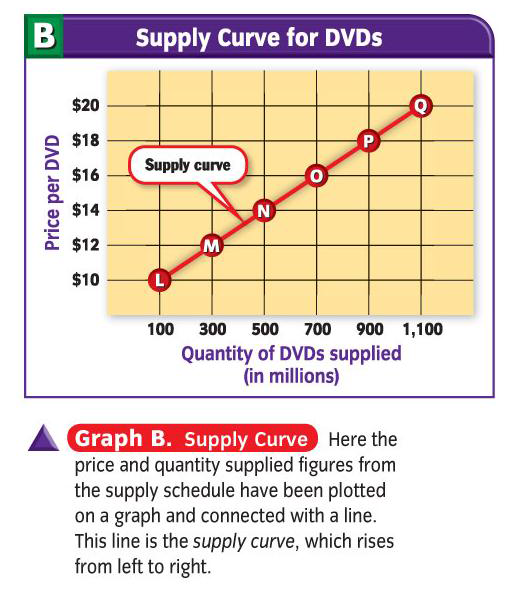 B
Supply Curve for DVDs
Price per DVD
$20
$18
$16
$14
$12
$10
Supply curve
L
M
N
O
P
Q
100 300 500 700 900 1,100
Quantity of DVDs supplied
(in millions)
Graph B. Supply Curve Here the
price and quantity supplied figures from
the supply schedule have been plotted
on a graph and connected with a line.
This line is the supply curve, which rises
from left to right.